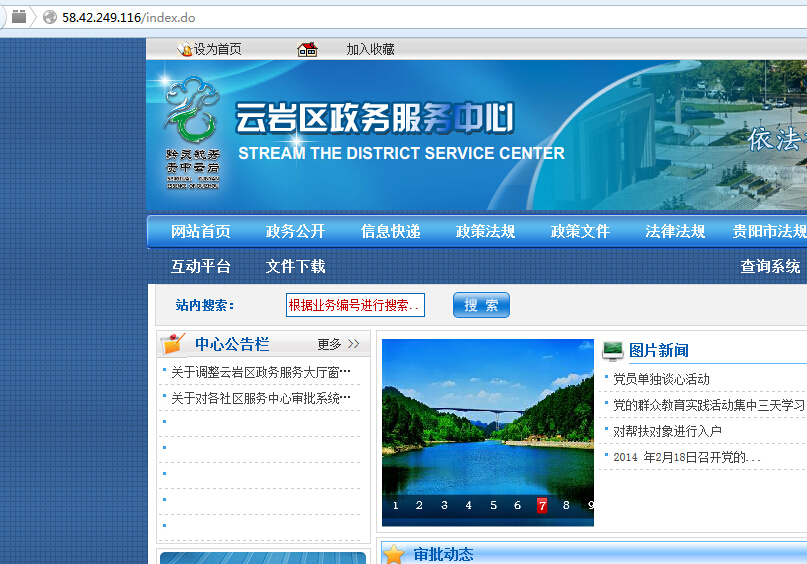 58.42.249.116/index.do
设为首页 加入收藏
云岩区政务服务中心
STREAM THE DISTRICT SERVICE CENTER
依法
网站首页 政务公开 信息快递 政策法规 政策文件 法律法规 贵阳市法规
互动平台 文件下载 查询系统
站内搜索： 根据业务编号进行搜索.. 搜 索
中心公告栏 更多 >>
关于调整云岩区政务服务大厅窗…
关于对各社区服务中心审批系统…
1 2 3 4 5 6 7 8 9
图片新闻
党员单独谈心活动
党的群众教育实践活动集中三天学习
对帮扶对象进行入户
2014 年2月18日召开党的...
审批动态